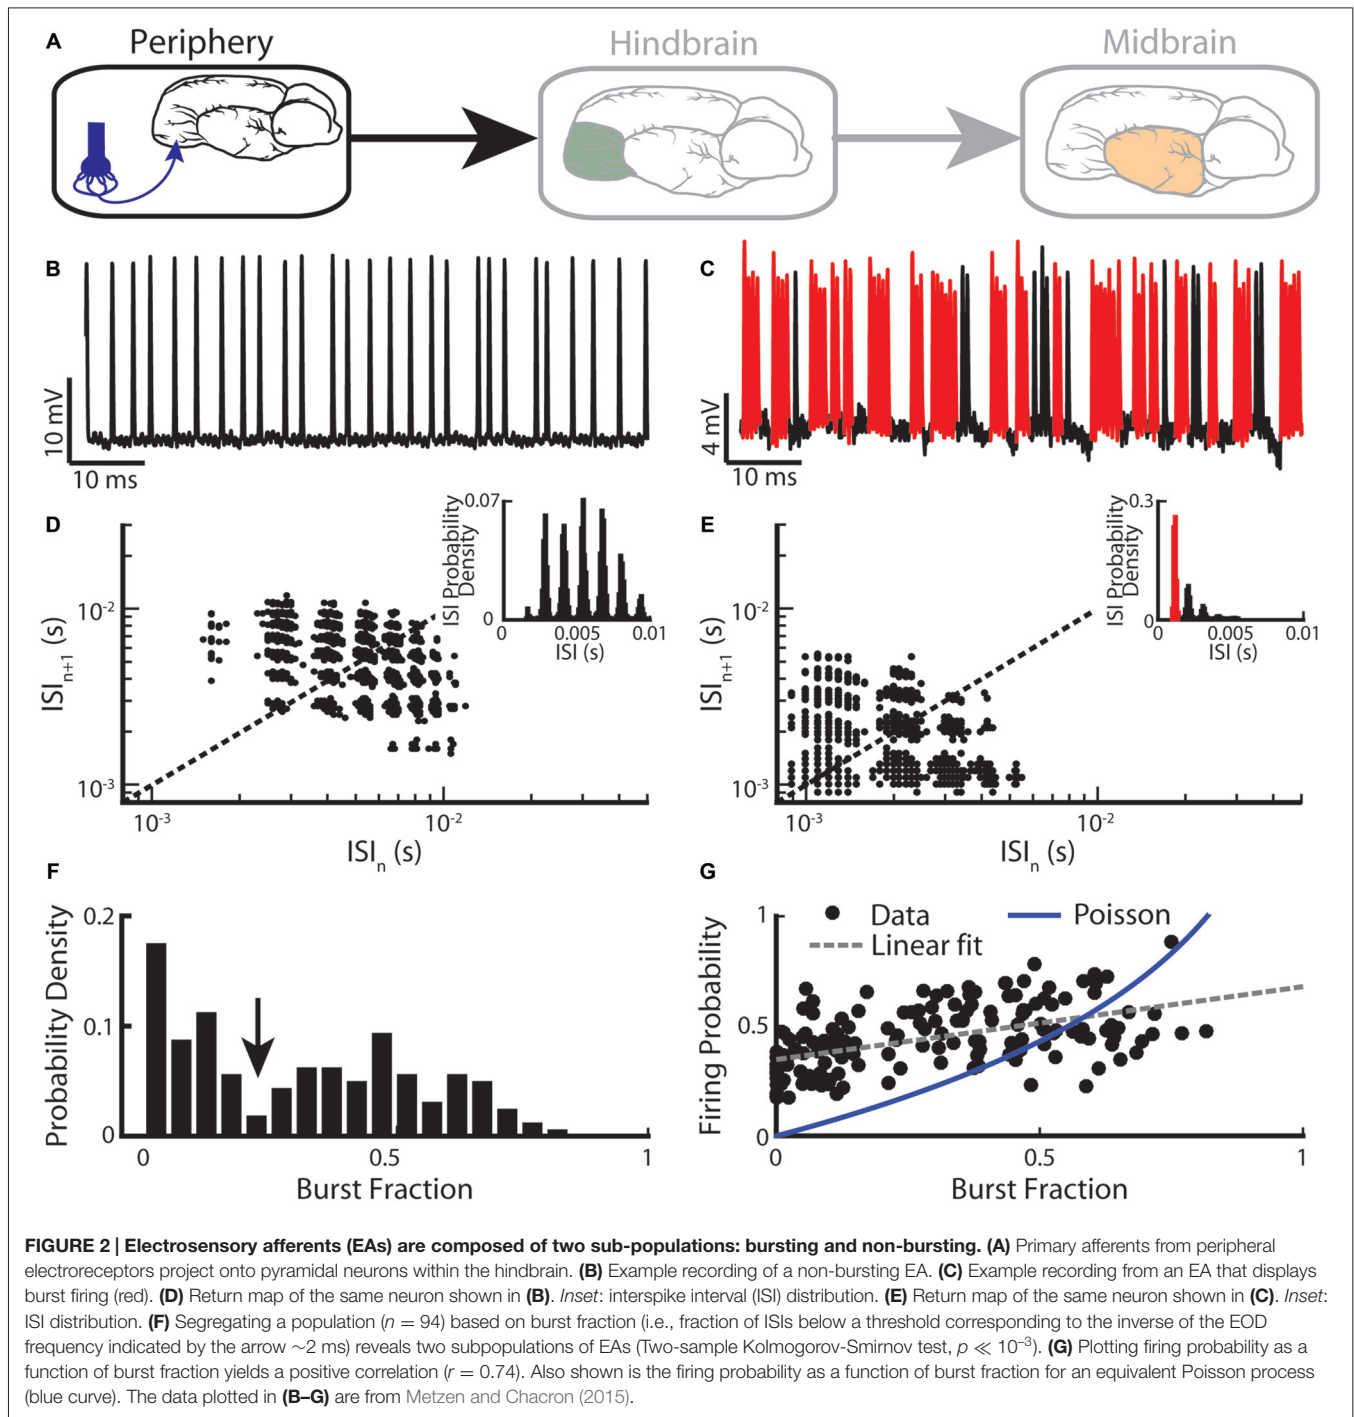 A
Periphery
Hindbrain
Midbrain
B
10 mV
10 ms
C
4 mV
10 ms
D
ISIn+1 (s)
10-2
10-3
10-3
10-2
ISIn (s)
ISI Probability
Density
0.07
0
0
0.005
0.01
ISI (s)
E
ISIn+1 (s)
10-2
10-3
10-3
10-2
ISIn (s)
ISI Probability
Density
0.3
0
0
0.005
0.01
ISI (s)
F
Probability Density
0.2
0.1
0
0
0.5
1
Burst Fraction
G
Firing Probability
1
0.5
0
0
0.5
1
Burst Fraction
Data
Poisson
Linear fit
FIGURE 2 | Electrosensory afferents (EAs) are composed of two sub-populations: bursting and non-bursting. (A) Primary afferents from peripheral
electroreceptors project onto pyramidal neurons within the hindbrain. (B) Example recording of a non-bursting EA. (C) Example recording from an EA that displays
burst firing (red). (D) Return map of the same neuron shown in (B). Inset: interspike interval (ISI) distribution. (E) Return map of the same neuron shown in (C). Inset:
ISI distribution. (F) Segregating a population (n = 94) based on burst fraction (i.e., fraction of ISIs below a threshold corresponding to the inverse of the EOD
frequency indicated by the arrow ∼2 ms) reveals two subpopulations of EAs (Two-sample Kolmogorov-Smirnov test, p ≪ 10−3). (G) Plotting firing probability as a
function of burst fraction yields a positive correlation (r = 0.74). Also shown is the firing probability as a function of burst fraction for an equivalent Poisson process
(blue curve). The data plotted in (B–G) are from Metzen and Chacron (2015).